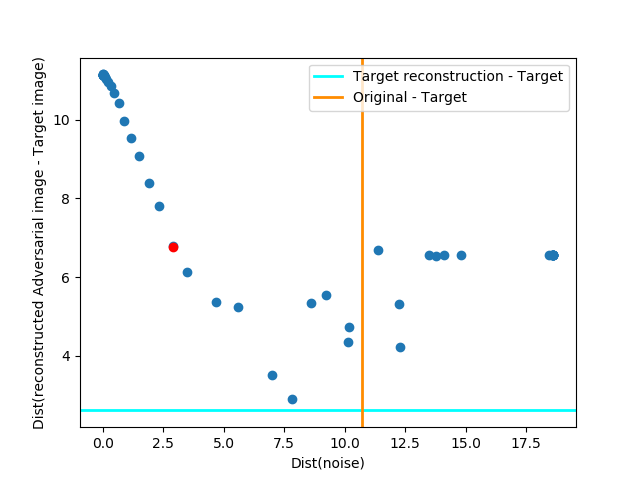 Target reconstruction - Target
Original - Target
Dist(reconstructed Adversarial image - Target image)
10
8
6
4
0.0 2.5 5.0 7.5 10.0 12.5 15.0 17.5
Dist(noise)